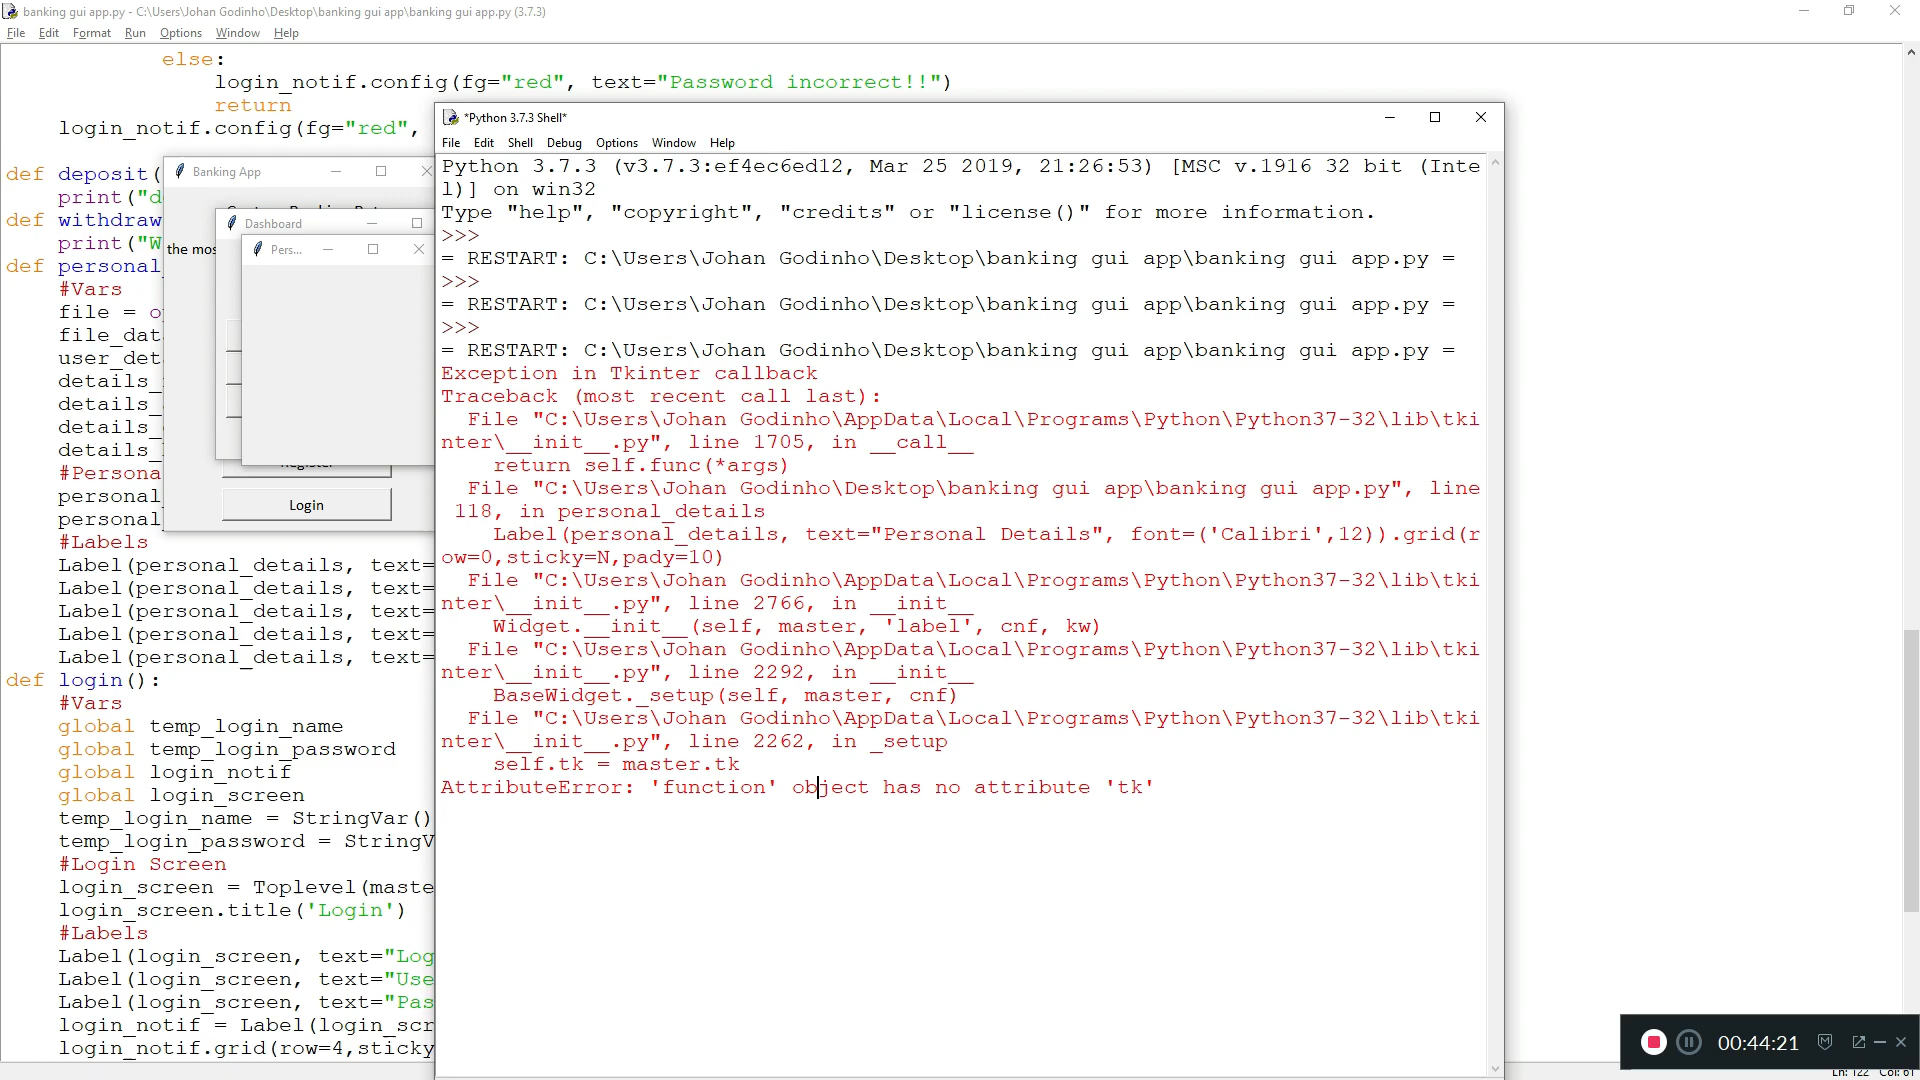 banking gui app.py - C:\Users\Johan Godinho\Desktop\banking gui app\banking gui app.py (3.7.3)
File Edit Format Run Options Window Help
else:
login_notif.config(fg="red", text="Password incorrect!!")
return
login_notif.config(fg="red",
def deposit(
print("d
def withdraw
print("W
def personal
#Vars
file = o
file_dat
user_det
details_
details_
details_
details_
#Persona
personal
personal_
#Labels
Label(personal_details, text=
Label(personal_details, text=
Label(personal_details, text=
Label(personal_details, text=
Label(personal_details, text=
def login():
#Vars
global temp_login_name
global temp_login_password
global login_notif
global login_screen
temp_login_name = StringVar()
temp_login_password = StringV
#Login Screen
login_screen = Toplevel(maste
login_screen.title('Login')
#Labels
Label(login_screen, text="Log
Label(login_screen, text="Use
Label(login_screen, text="Pas
login_notif = Label(login_scr
login_notif.grid(row=4,sticky
Banking App
the mos
Dashboard
Pers...
Register
Login
*Python 3.7.3 Shell*
File Edit Shell Debug Options Window Help
Python 3.7.3 (v3.7.3:ef4ec6ed12, Mar 25 2019, 21:26:53) [MSC v.1916 32 bit (Inte
l)] on win32
Type "help", "copyright", "credits" or "license()" for more information.
>>>
= RESTART: C:\Users\Johan Godinho\Desktop\banking gui app\banking gui app.py =
>>>
= RESTART: C:\Users\Johan Godinho\Desktop\banking gui app\banking gui app.py =
>>>
= RESTART: C:\Users\Johan Godinho\Desktop\banking gui app\banking gui app.py =
Exception in Tkinter callback
Traceback (most recent call last):
File "C:\Users\Johan Godinho\AppData\Local\Programs\Python\Python37-32\lib\tki
nter\__init__.py", line 1705, in __call__
return self.func(*args)
File "C:\Users\Johan Godinho\Desktop\banking gui app\banking gui app.py", line
118, in personal_details
Label(personal_details, text="Personal Details", font=('Calibri',12)).grid(r
ow=0,sticky=N,pady=10)
File "C:\Users\Johan Godinho\AppData\Local\Programs\Python\Python37-32\lib\tki
nter\__init__.py", line 2766, in __init__
Widget.__init__(self, master, 'label', cnf, kw)
File "C:\Users\Johan Godinho\AppData\Local\Programs\Python\Python37-32\lib\tki
nter\__init__.py", line 2292, in __init__
BaseWidget._setup(self, master, cnf)
File "C:\Users\Johan Godinho\AppData\Local\Programs\Python\Python37-32\lib\tki
nter\__init__.py", line 2262, in _setup
self.tk = master.tk
AttributeError: 'function' object has no attribute 'tk'
00:44:21
Ln: 122 Col: 61